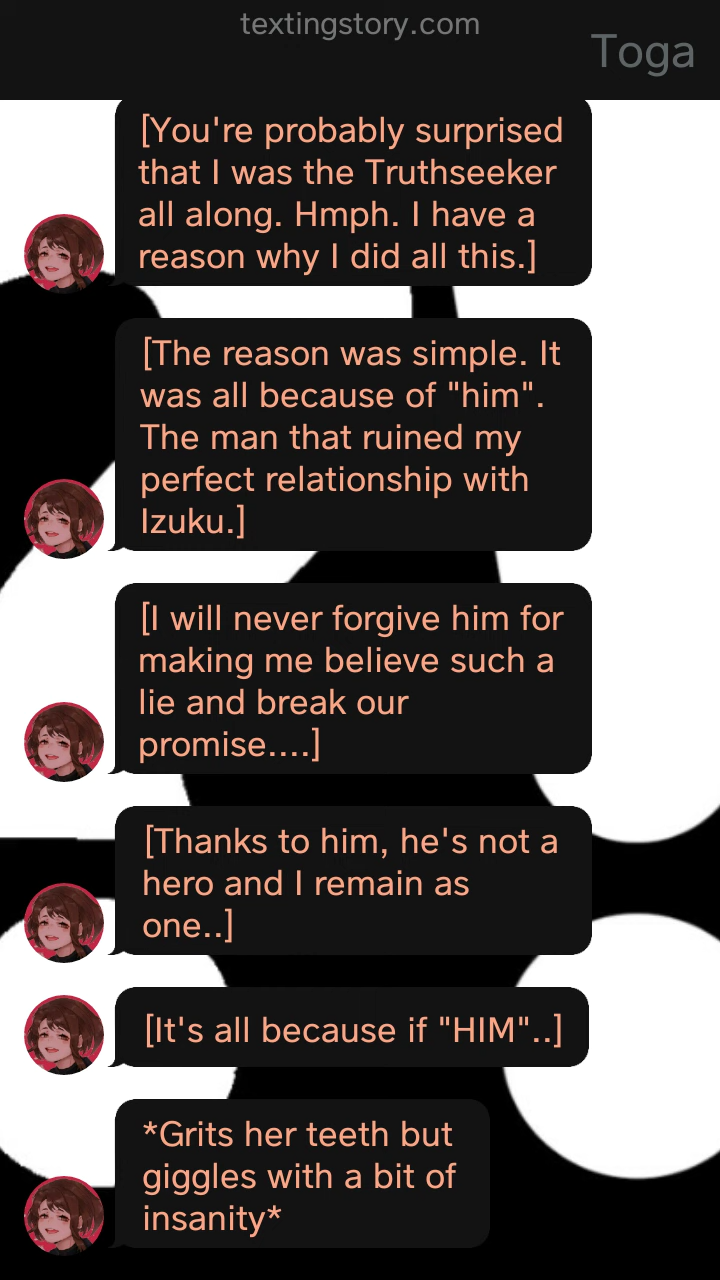 textingstory.com
Toga
[You're probably surprised
that I was the Truthseeker
all along. Hmph. I have a
reason why I did all this.]
[The reason was simple. It
was all because of "him".
The man that ruined my
perfect relationship with
Izuku.]
[I will never forgive him for
making me believe such a
lie and break our
promise....]
[Thanks to him, he's not a
hero and I remain as
one..]
[It's all because if "HIM"..]
*Grits her teeth but
giggles with a bit of
insanity*